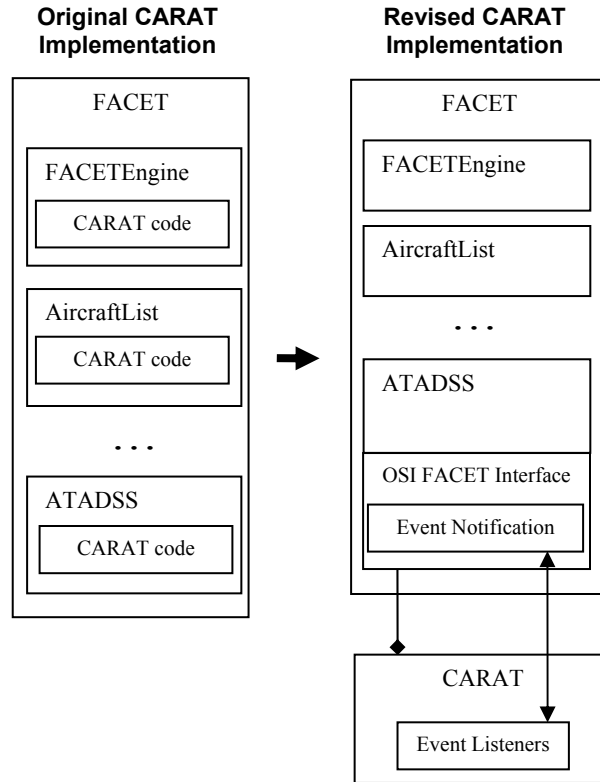 Original CARAT
Implementation
FACET
FACETEngine
CARAT code
AircraftList
CARAT code
. . .
ATADSS
CARAT code
Revised CARAT
Implementation
FACET
FACETEngine
AircraftList
. . .
ATADSS
OSI FACET Interface
Event Notification
CARAT
Event Listeners